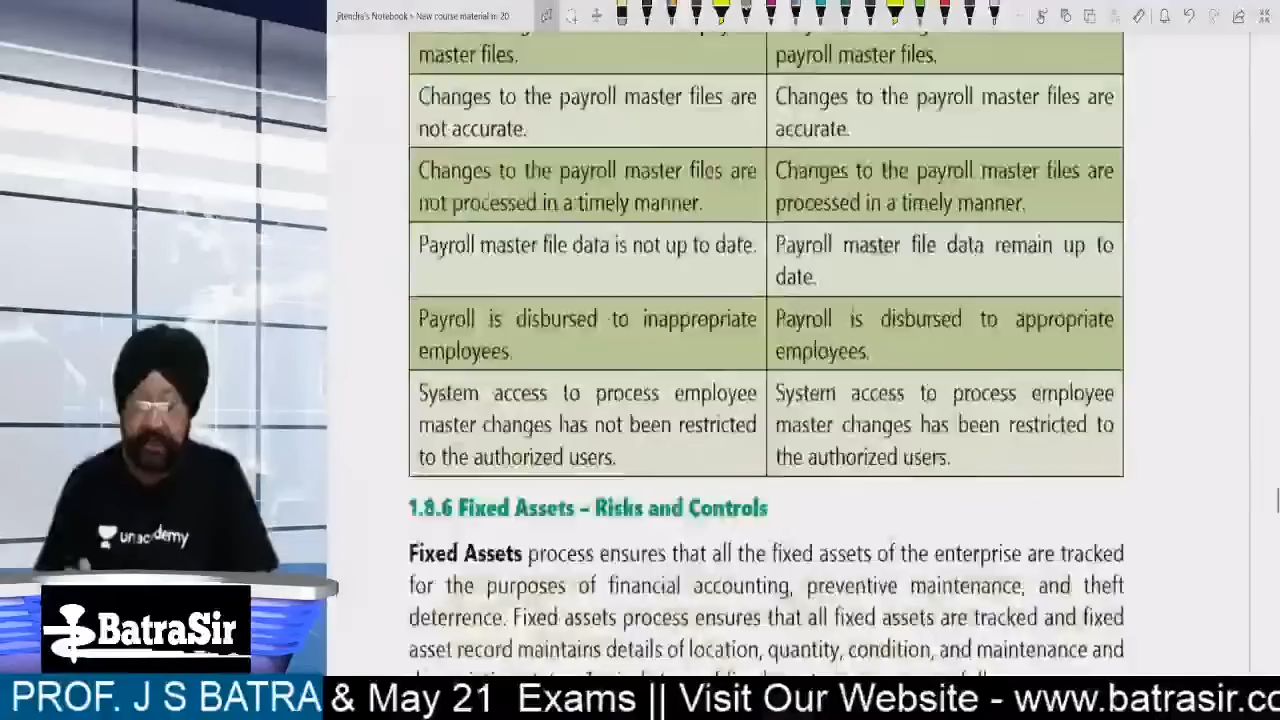 jitendra's Notebook > New course material in 20
master files.
payroll master files.
Changes to the payroll master files are
not accurate.
Changes to the payroll master files are
accurate.
Changes to the payroll master files are
not processed in a timely manner.
Changes to the payroll master files are
processed in a timely manner.
Payroll master file data is not up to date.
Payroll master file data remain up to
date.
Payroll is disbursed to inappropriate
employees.
Payroll is disbursed to appropriate
employees.
System access to process employee
master changes has not been restricted
to the authorized users.
System access to process employee
master changes has been restricted to
the authorized users.
1.8.6 Fixed Assets – Risks and Controls
Fixed Assets process ensures that all the fixed assets of the enterprise are tracked
for the purposes of financial accounting, preventive maintenance, and theft
deterrence. Fixed assets process ensures that all fixed assets are tracked and fixed
asset record maintains details of location, quantity, condition, and maintenance and
unacademy
BatraSir
PROF. J S BATRA & May 21 Exams || Visit Our Website - www.batrasir.co